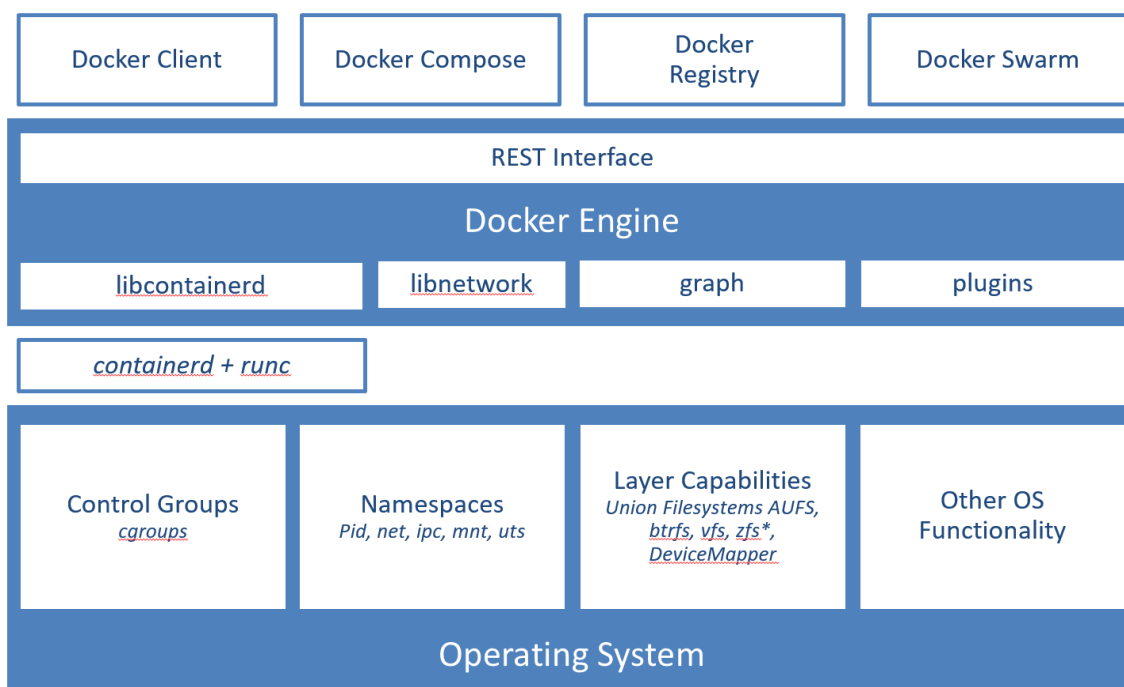 Docker Client
Docker Compose
Docker
Registry
Docker Swarm
REST Interface
Docker Engine
libcontainerd
libnetwork
graph
plugins
containerd + runc
Control Groups
cgroups
Namespaces
Pid, net, ipc, mnt, uts
Layer Capabilities
Union Filesystems AUFS,
btrfs, vfs, zfs*,
DeviceMapper
Other OS
Functionality
Operating System